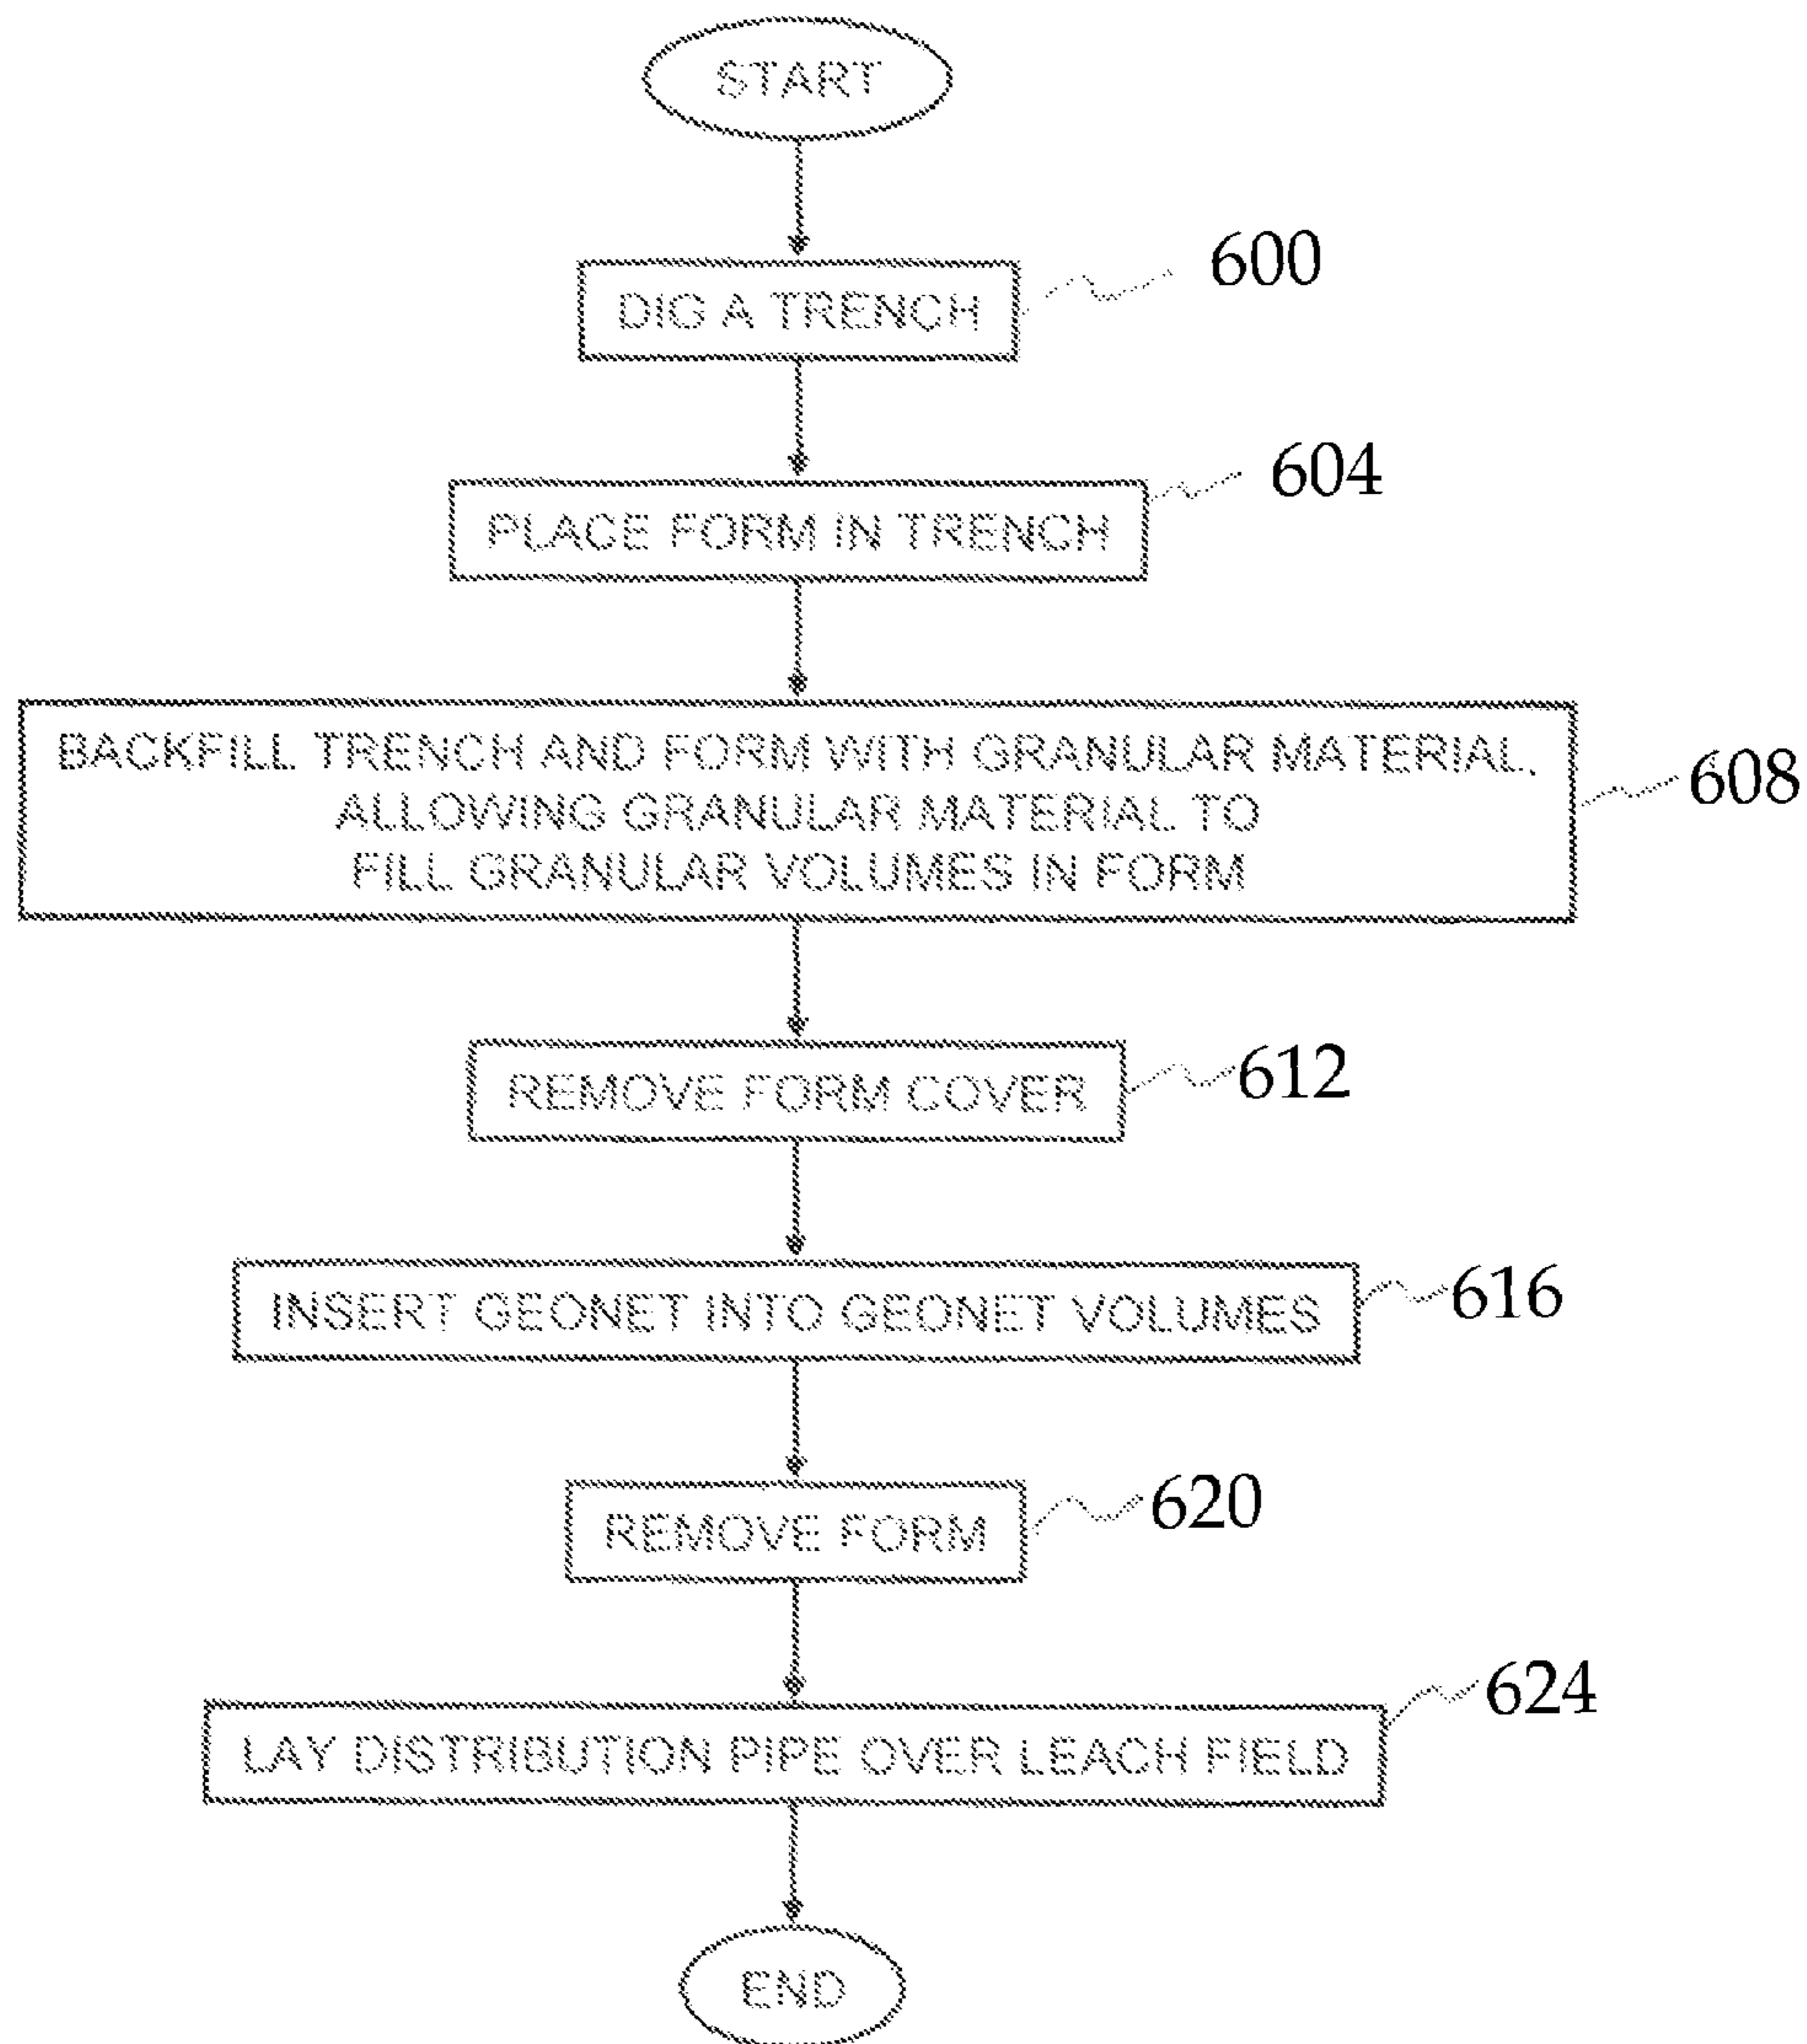 START
DIG A TRENCH
600
PLACE FORM IN TRENCH
604
BACKFILL TRENCH AND FORM WITH GRANULAR MATERIAL,
ALLOWING GRANULAR MATERIAL TO
FILL GRANULAR VOLUMES IN FORM
608
REMOVE FORM COVER
612
INSERT GEONET INTO GEONET VOLUMES
616
REMOVE FORM
620
LAY DISTRIBUTION PIPE OVER LEACH FIELD
624
END